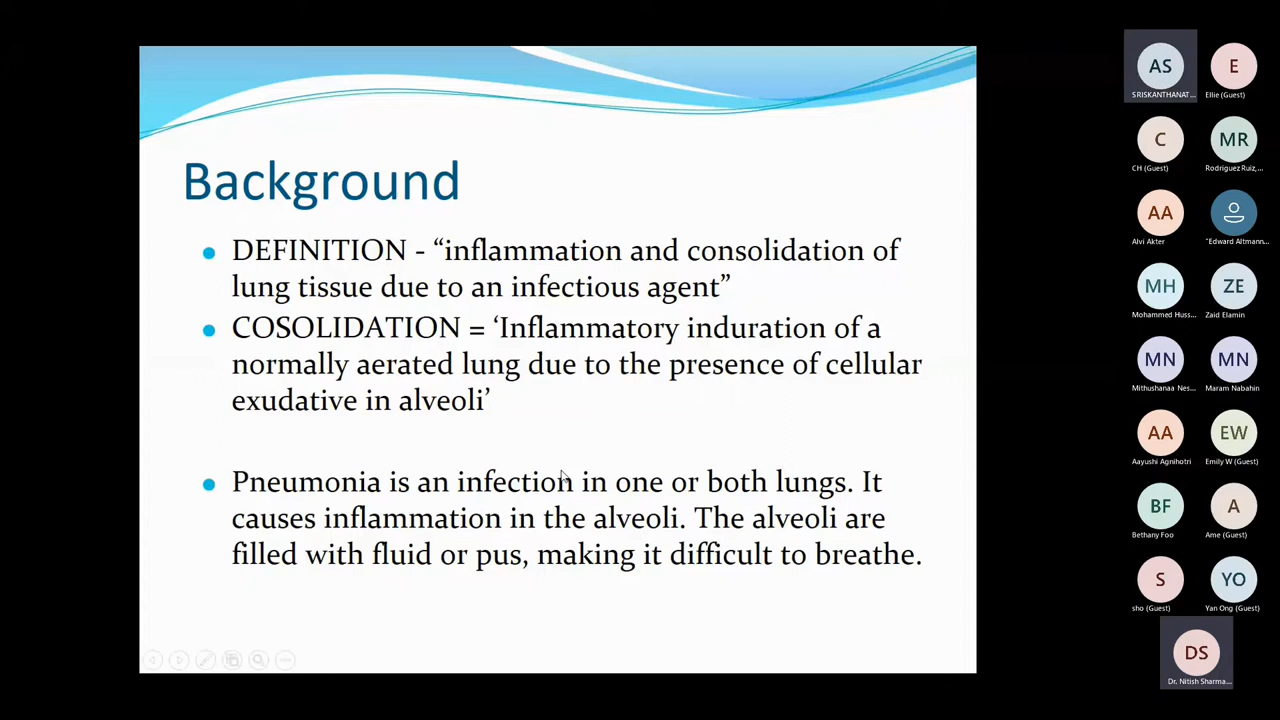 Background
DEFINITION - “inflammation and consolidation of
lung tissue due to an infectious agent”
COSOLIDATION = ‘Inflammatory induration of a
normally aerated lung due to the presence of cellular
exudative in alveoli’
Pneumonia is an infection in one or both lungs. It
causes inflammation in the alveoli. The alveoli are
filled with fluid or pus, making it difficult to breathe.
AS
SRISKANTHANAT...
E
Ellie (Guest)
C
CH (Guest)
MR
Rodriguez Ruiz,...
AA
Alvi Akter
"Edward Altmann...
MH
Mohammed Huss...
ZE
Zaid Elamin
MN
Mithushanaa Nes...
MN
Maram Nabahin
AA
Aayushi Agnihotri
EW
Emily W (Guest)
BF
Bethany Foo
A
Ame (Guest)
S
sho (Guest)
YO
Yan Ong (Guest)
DS
Dr. Nitish Sharma...